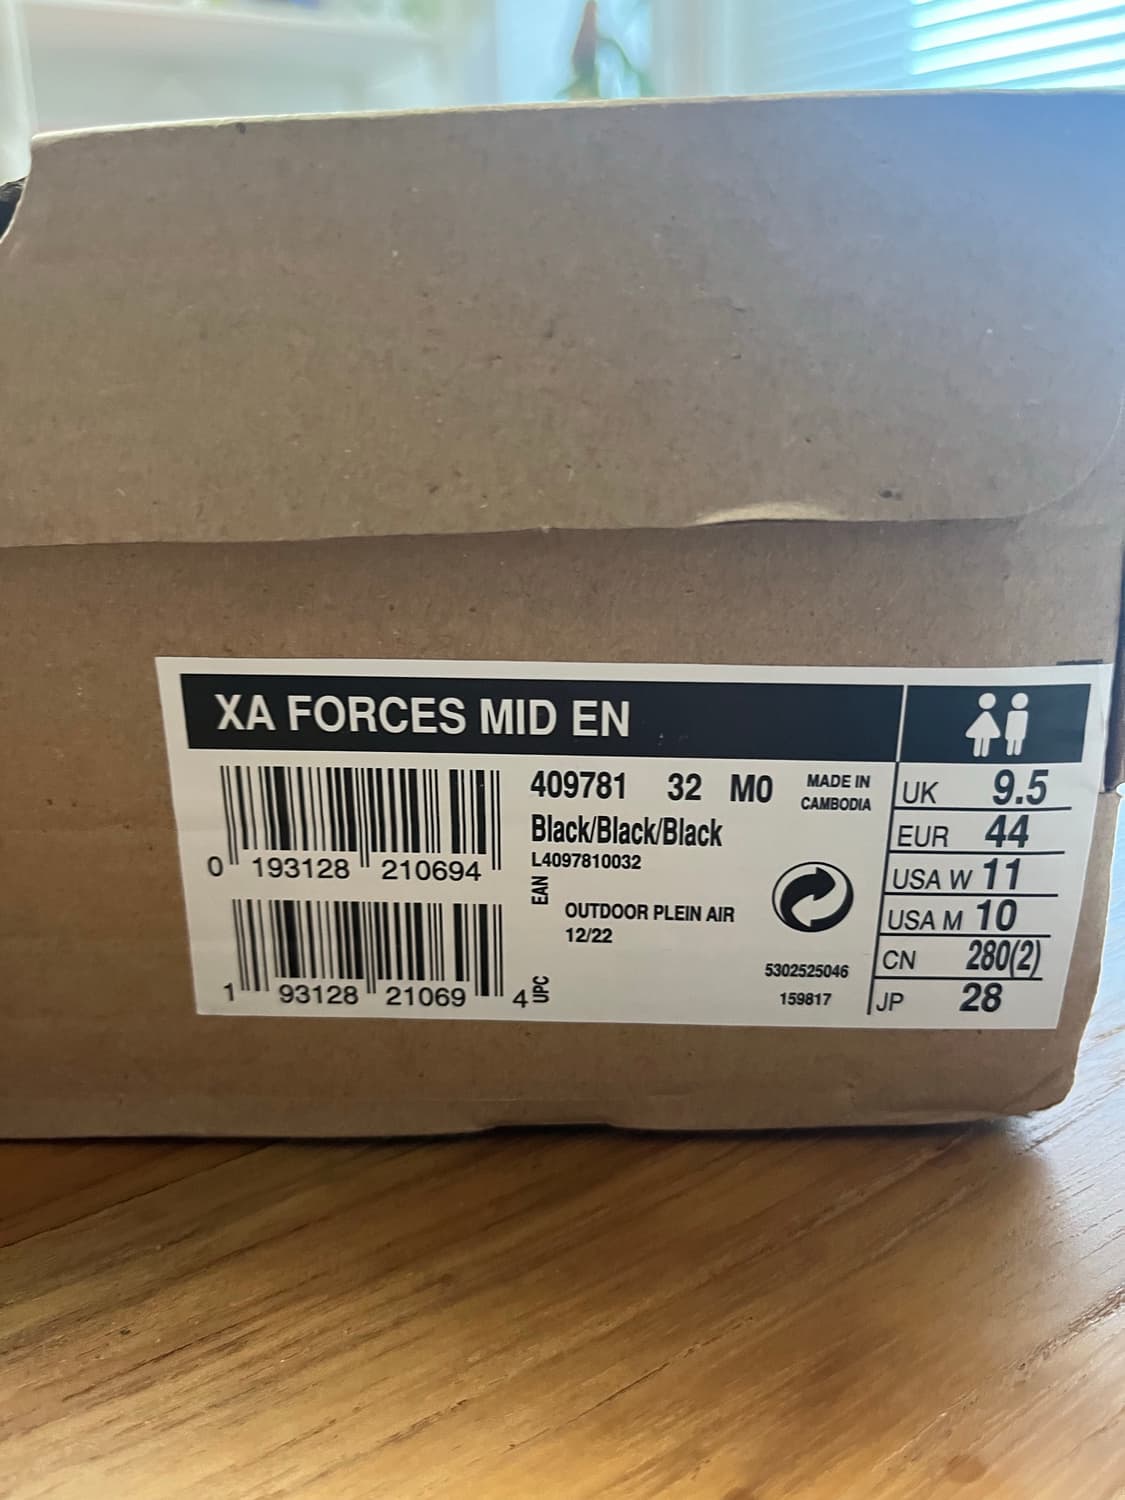 XA FORCES MID EN
0 193128 210694
1 93128 21069 4
EAN
UPC
409781 32 M0
Black/Black/Black
L4097810032
OUTDOOR PLEIN AIR
12/22
MADE IN
CAMBODIA
5302525046
159817
UK 9.5
EUR 44
USA W 11
USA M 10
CN 280(2)
JP 28